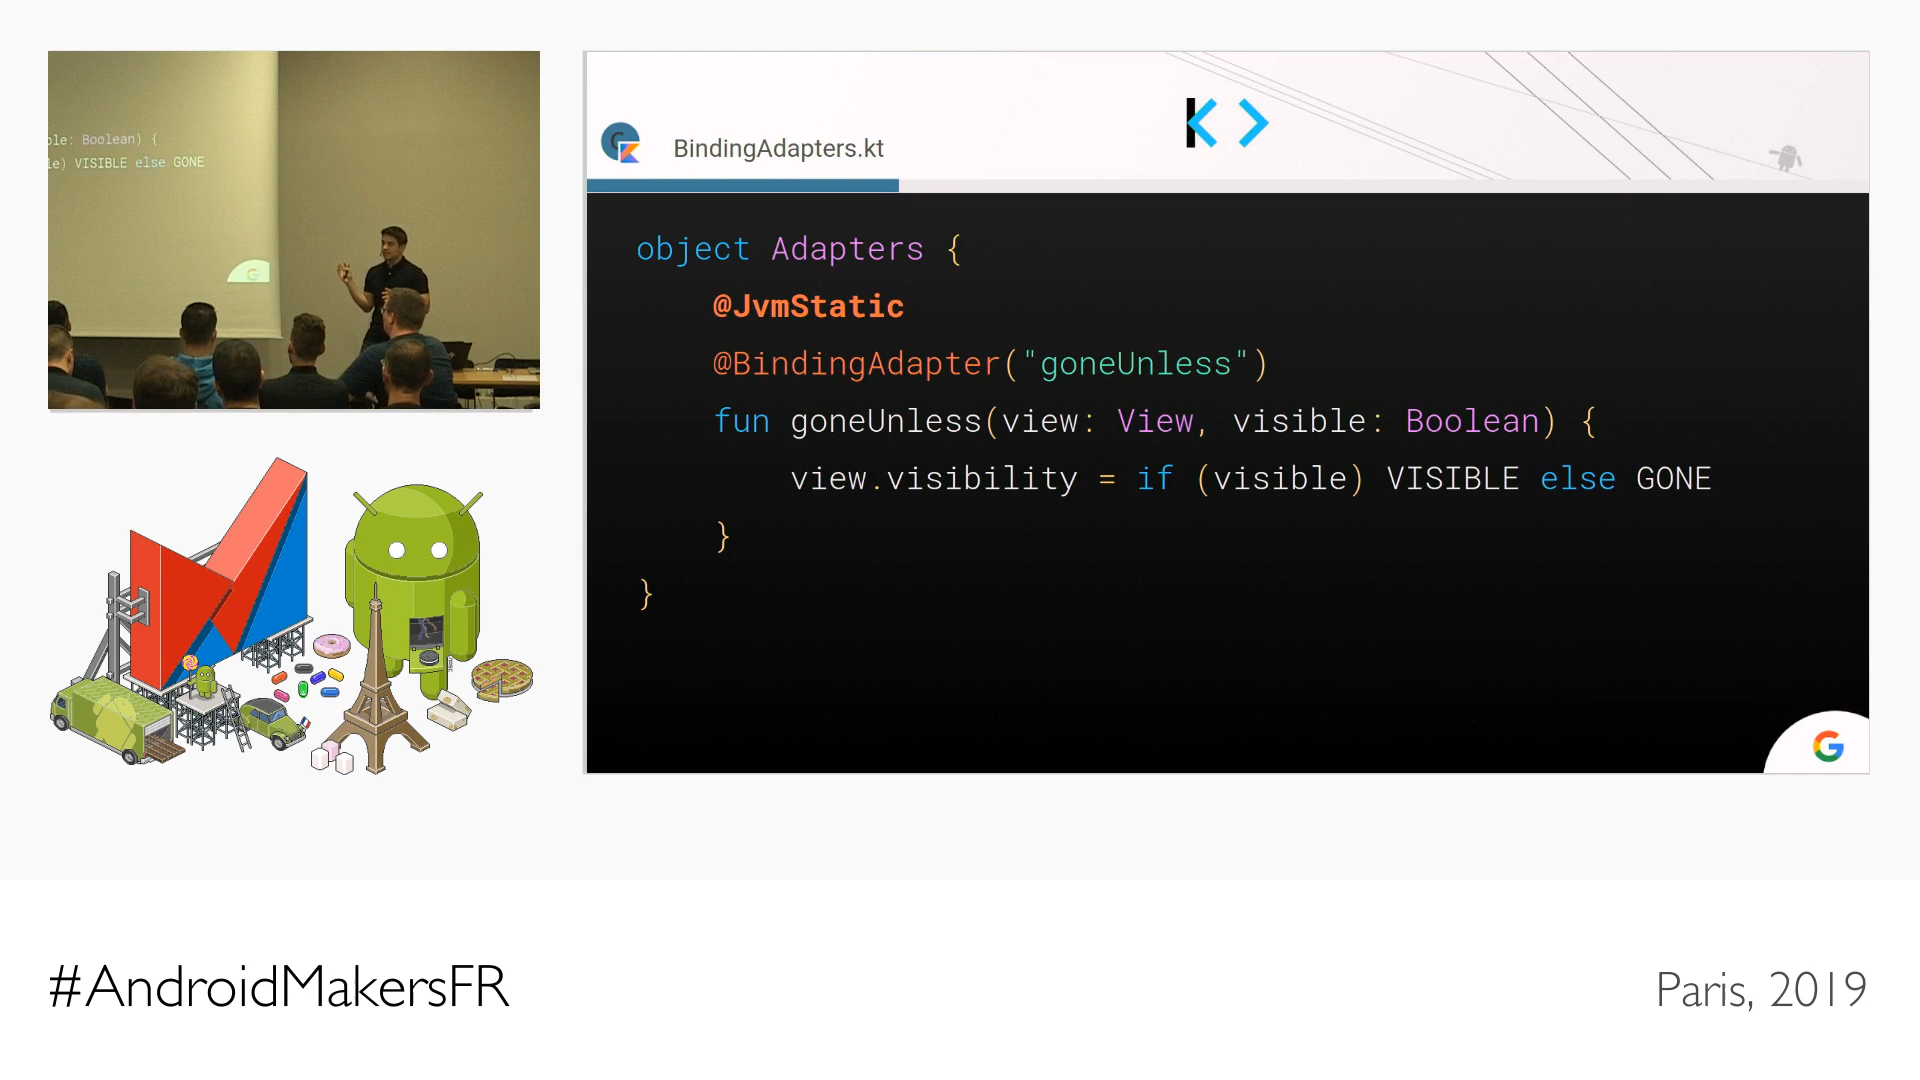 ble: Boolean) {
le) VISIBLE else GONE
BindingAdapters.kt
object Adapters {
@JvmStatic
@BindingAdapter("goneUnless")
fun goneUnless(view: View, visible: Boolean) {
view.visibility = if (visible) VISIBLE else GONE
}
}
#AndroidMakersFR
Paris, 2019